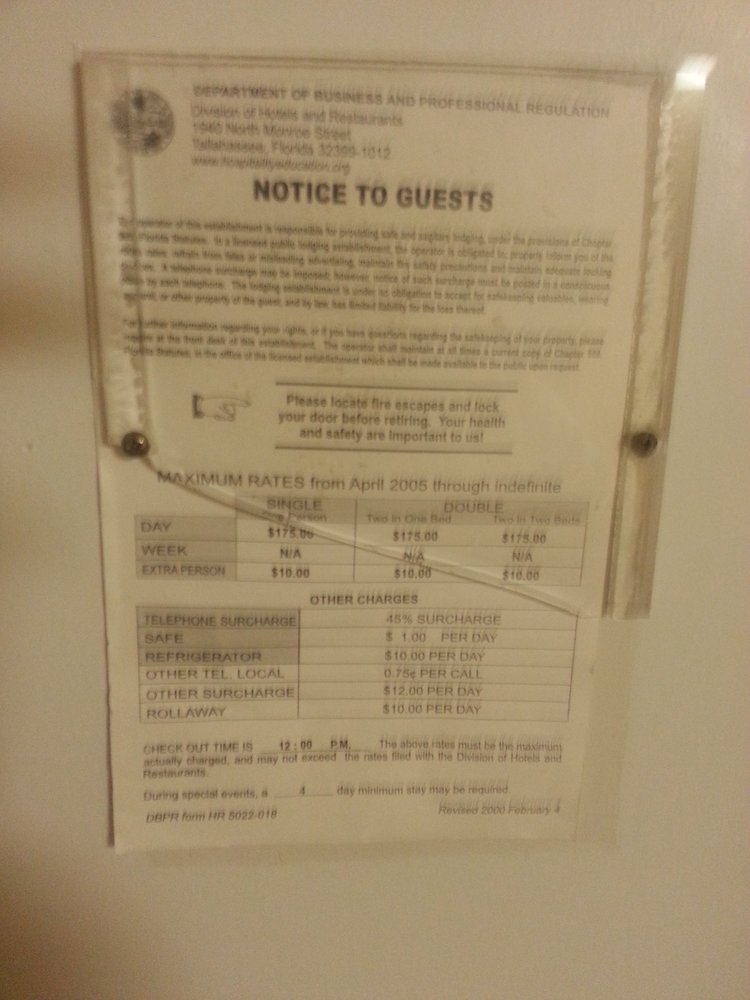 DEPARTMENT OF BUSINESS AND PROFESSIONAL REGULATION
Division of Hotels and Restaurants
1940 North Monroe Street
Tallahassee, Florida 32399-1012
www.hospitalityeducation.org
NOTICE TO GUESTS
operator of this establishment is responsible for providing safe and sanitary lodging, under the provisions of Chapter
Florida Statutes. As a licensed public lodging establishment, the operator is obligated to: properly inform you of the
rates, refrain from false or misleading advertising, maintain fire safety precautions and maintain adequate locking
A telephone surcharge may be imposed; however, notice of such surcharge must be posted in a conspicuous
by each telephone. The lodging establishment is under no obligation to accept for safekeeping valuables, wearing
or other property of the guest, and by law, has limited liability for the loss thereof.
For further information regarding your rights, or if you have questions regarding the safekeeping of your property, please
inquire at the front desk of this establishment. The operator shall maintain at all times a current copy of Chapter 509,
Florida Statutes, in the office of the licensed establishment which shall be made available to the public upon request.
Please locate fire escapes and lock
your door before retiring. Your health
and safety are important to us!
MAXIMUM RATES from April 2005 through indefinite
SINGLE DOUBLE
One Person Two in One Bed Two in Two Beds
DAY $175.00 $175.00 $175.00
WEEK N/A N/A N/A
EXTRA PERSON $10.00 $10.00 $10.00
OTHER CHARGES
TELEPHONE SURCHARGE 45% SURCHARGE
SAFE $ 1.00 PER DAY
REFRIGERATOR $10.00 PER DAY
OTHER TEL. LOCAL 0.75¢ PER CALL
OTHER SURCHARGE $12.00 PER DAY
ROLLAWAY $10.00 PER DAY
CHECK OUT TIME IS 12:00 P.M. The above rates must be the maximum
actually charged, and may not exceed the rates filed with the Division of Hotels and
Restaurants.
During special events, a 4 day minimum stay may be required.
DBPR form HR 5022-018 Revised 2000 February 4